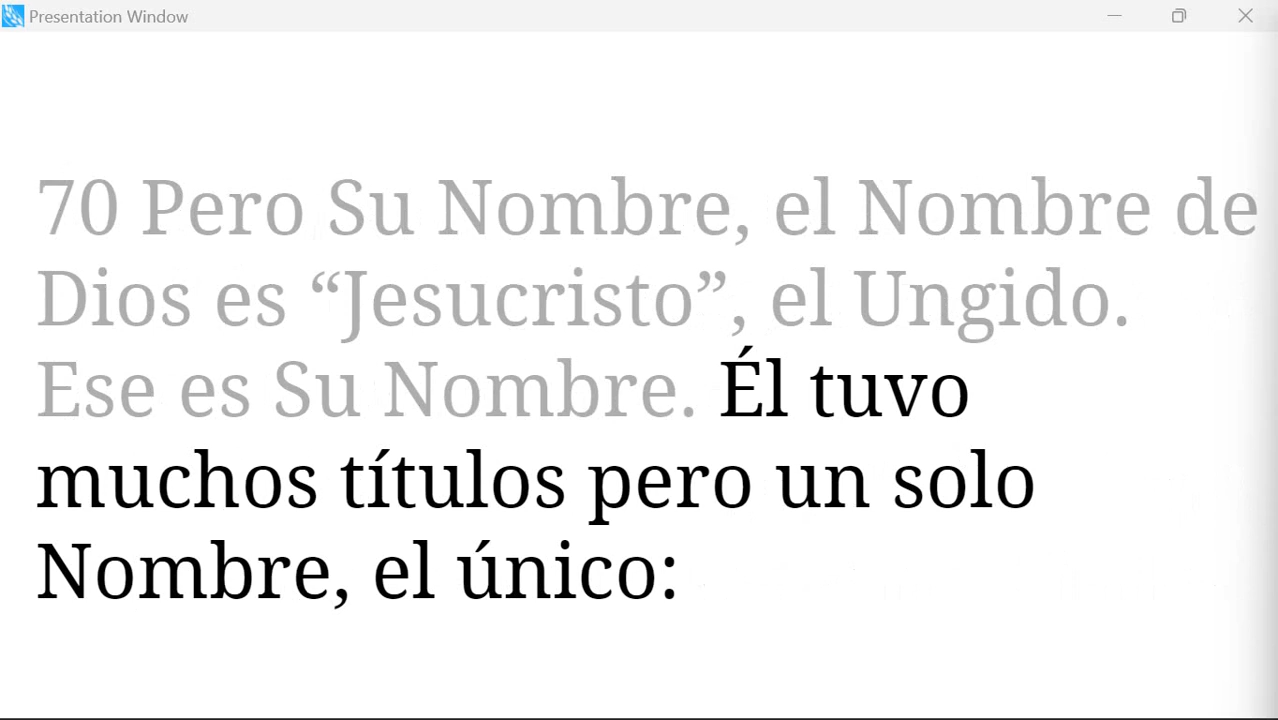 Presentation Window
70 Pero Su Nombre, el Nombre de
Dios es “Jesucristo”, el Ungido.
Ese es Su Nombre. Él tuvo
muchos títulos pero un solo
Nombre, el único: